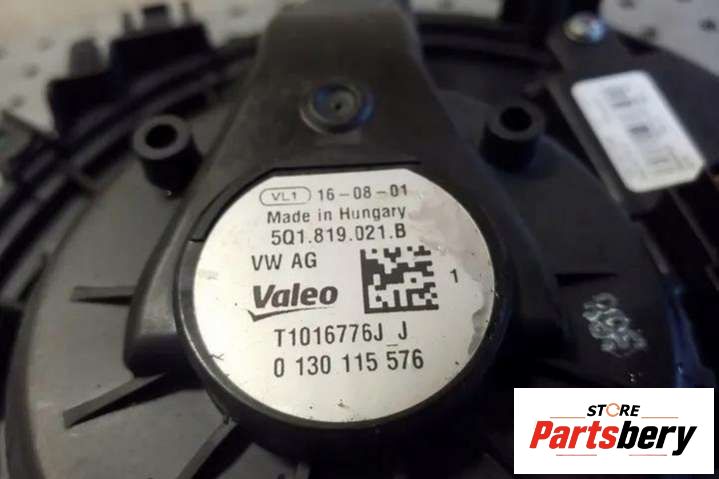 VL1 16-08-01
Made in Hungary
5Q1.819.021.B
VW AG
1
Valeo
T1016776J_J
0 130 115 576
STORE
Partsbery